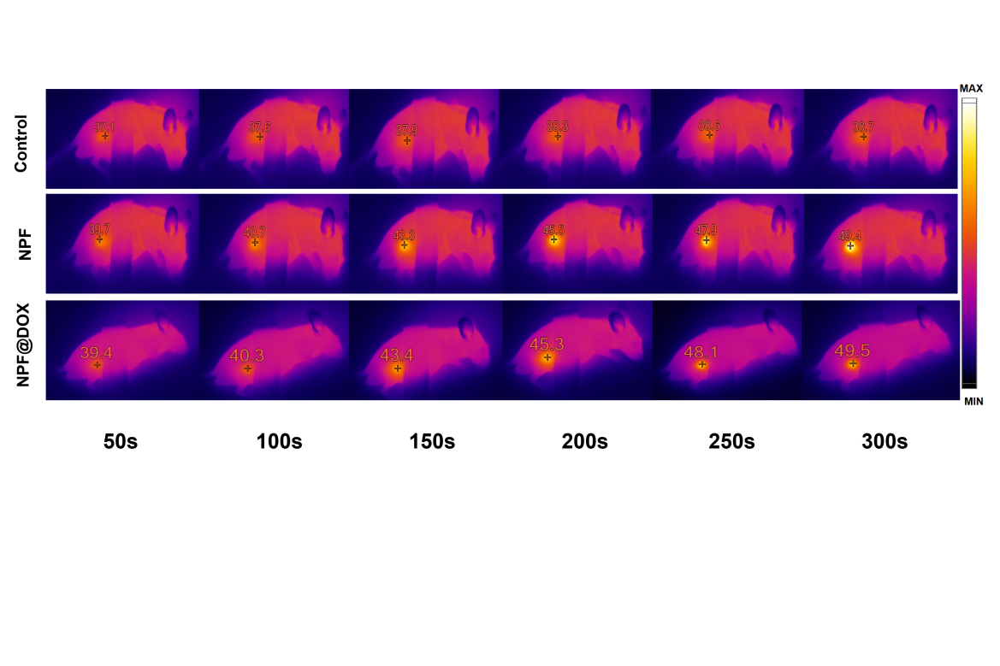 MAX
Control
37.1 37.6 37.9 38.3 38.6 38.7
NPF
39.7 40.7 43.3 45.5 47.9 49.4
NPF@DOX
39.4 40.3 43.4 45.3 48.1 49.5
MIN
50s 100s 150s 200s 250s 300s